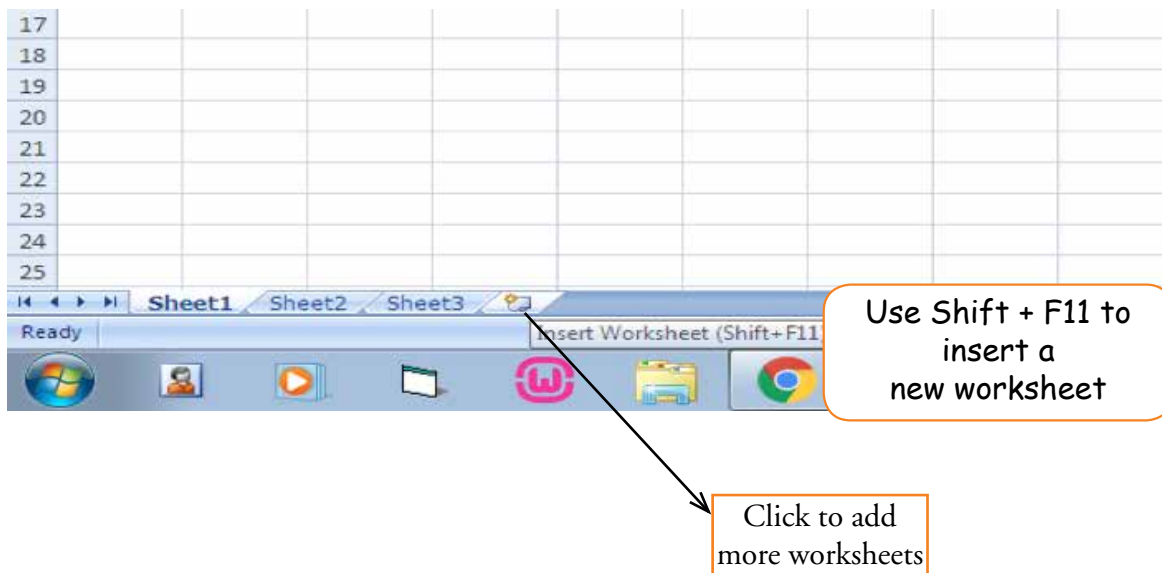 17
18
19
20
21
22
23
24
25
Sheet1 Sheet2 Sheet3
Ready
Insert Worksheet (Shift+F11
Use Shift + F11 to
insert a
new worksheet
Click to add
more worksheets